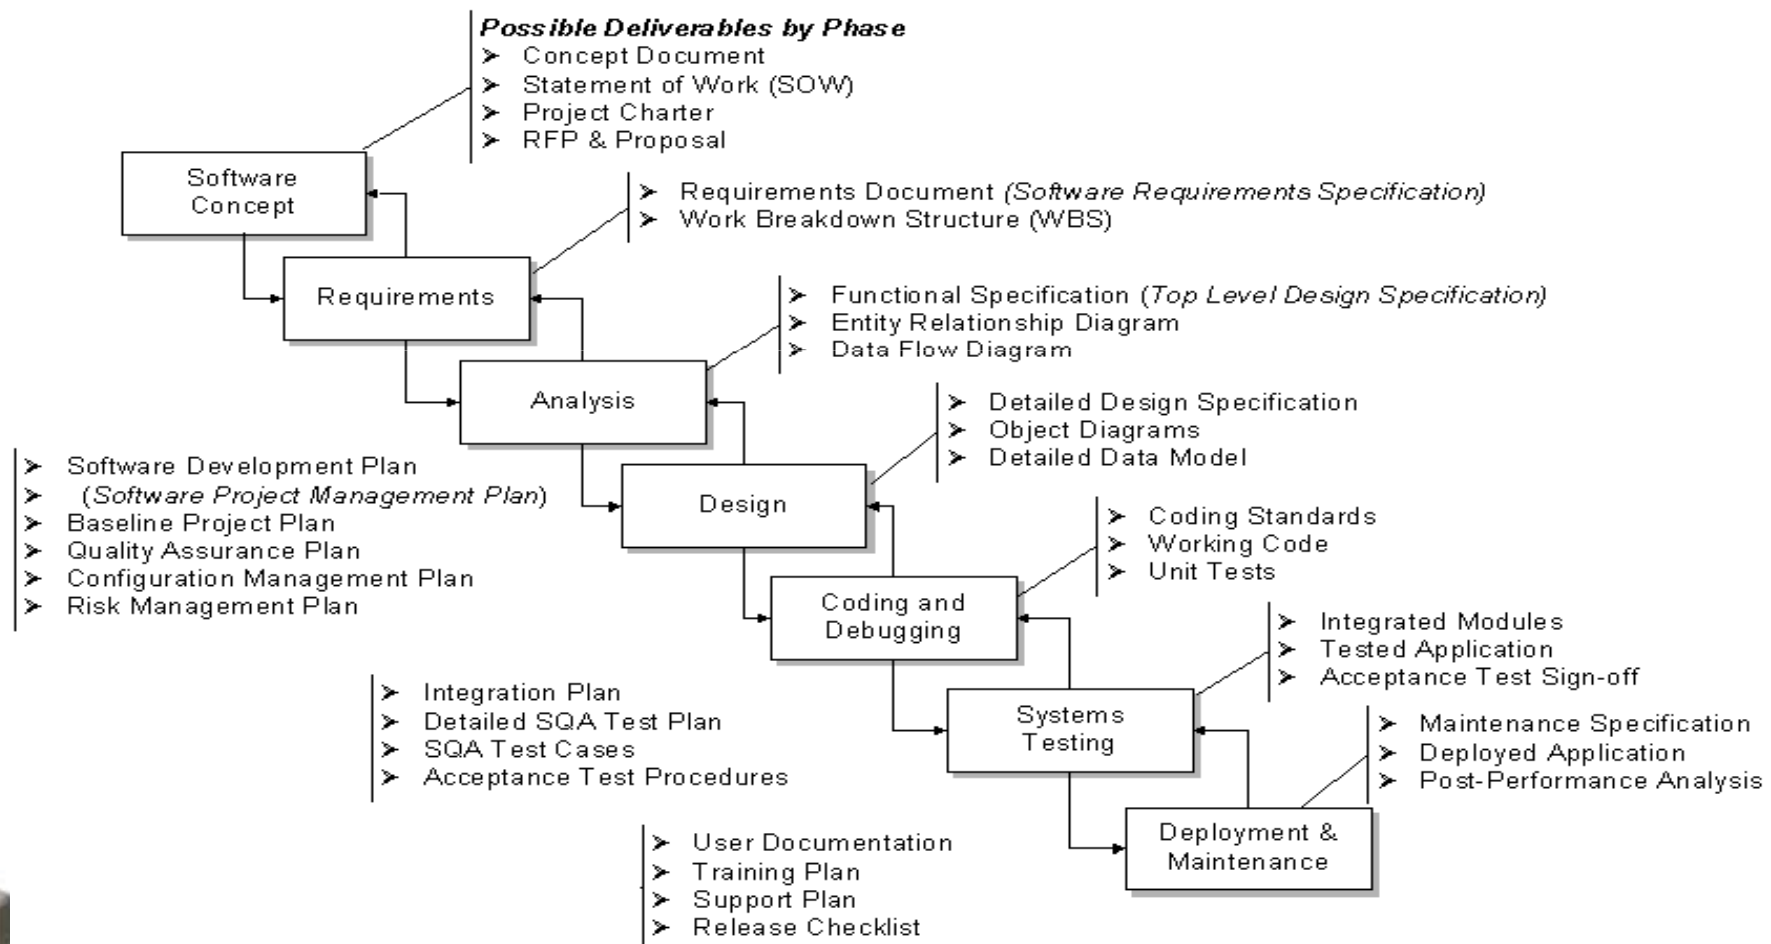 Possible Deliverables by Phase
➢ Concept Document
➢ Statement of Work (SOW)
➢ Project Charter
➢ RFP & Proposal
Software
Concept
➢ Requirements Document (Software Requirements Specification)
➢ Work Breakdown Structure (WBS)
Requirements
➢ Functional Specification (Top Level Design Specification)
➢ Entity Relationship Diagram
➢ Data Flow Diagram
Analysis
➢ Detailed Design Specification
➢ Object Diagrams
➢ Detailed Data Model
➢ Software Development Plan
➢ (Software Project Management Plan)
➢ Baseline Project Plan
➢ Quality Assurance Plan
➢ Configuration Management Plan
➢ Risk Management Plan
Design
➢ Coding Standards
➢ Working Code
➢ Unit Tests
Coding and
Debugging
➢ Integrated Modules
➢ Tested Application
➢ Acceptance Test Sign-off
➢ Integration Plan
➢ Detailed SQA Test Plan
➢ SQA Test Cases
➢ Acceptance Test Procedures
Systems
Testing
➢ Maintenance Specification
➢ Deployed Application
➢ Post-Performance Analysis
➢ User Documentation
➢ Training Plan
➢ Support Plan
➢ Release Checklist
Deployment &
Maintenance